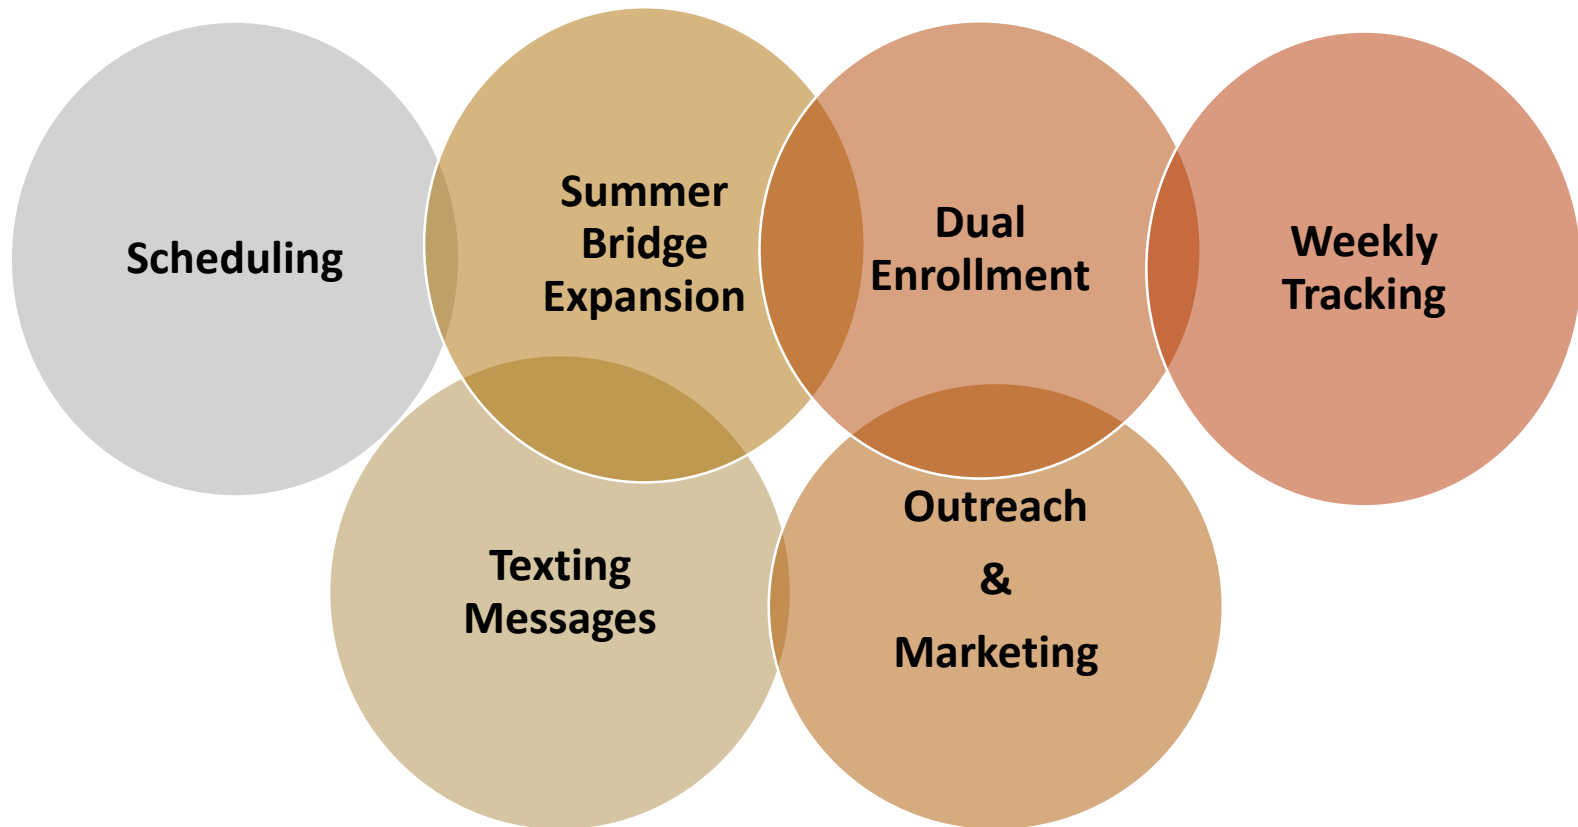 Scheduling
Summer
Bridge
Expansion
Dual
Enrollment
Weekly
Tracking
Texting
Messages
Outreach
&
Marketing